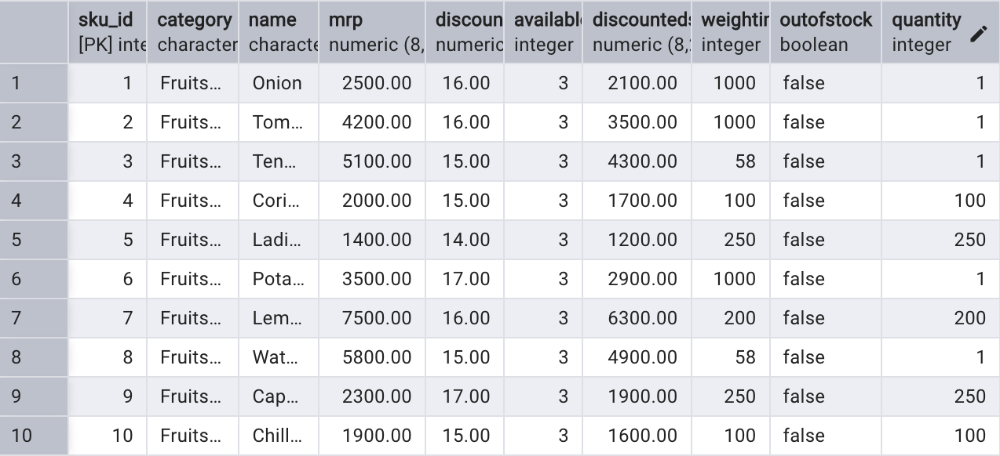 sku_id category name mrp discoun available discounteds weightin outofstock quantity
[PK] inte character characte numeric (8, numeric integer numeric (8,2 integer boolean integer
1 1 Fruits... Onion 2500.00 16.00 3 2100.00 1000 false 1
2 2 Fruits... Tom... 4200.00 16.00 3 3500.00 1000 false 1
3 3 Fruits... Ten... 5100.00 15.00 3 4300.00 58 false 1
4 4 Fruits... Cori... 2000.00 15.00 3 1700.00 100 false 100
5 5 Fruits... Ladi... 1400.00 14.00 3 1200.00 250 false 250
6 6 Fruits... Pota... 3500.00 17.00 3 2900.00 1000 false 1
7 7 Fruits... Lem... 7500.00 16.00 3 6300.00 200 false 200
8 8 Fruits... Wat... 5800.00 15.00 3 4900.00 58 false 1
9 9 Fruits... Cap... 2300.00 17.00 3 1900.00 250 false 250
10 10 Fruits... Chill... 1900.00 15.00 3 1600.00 100 false 100